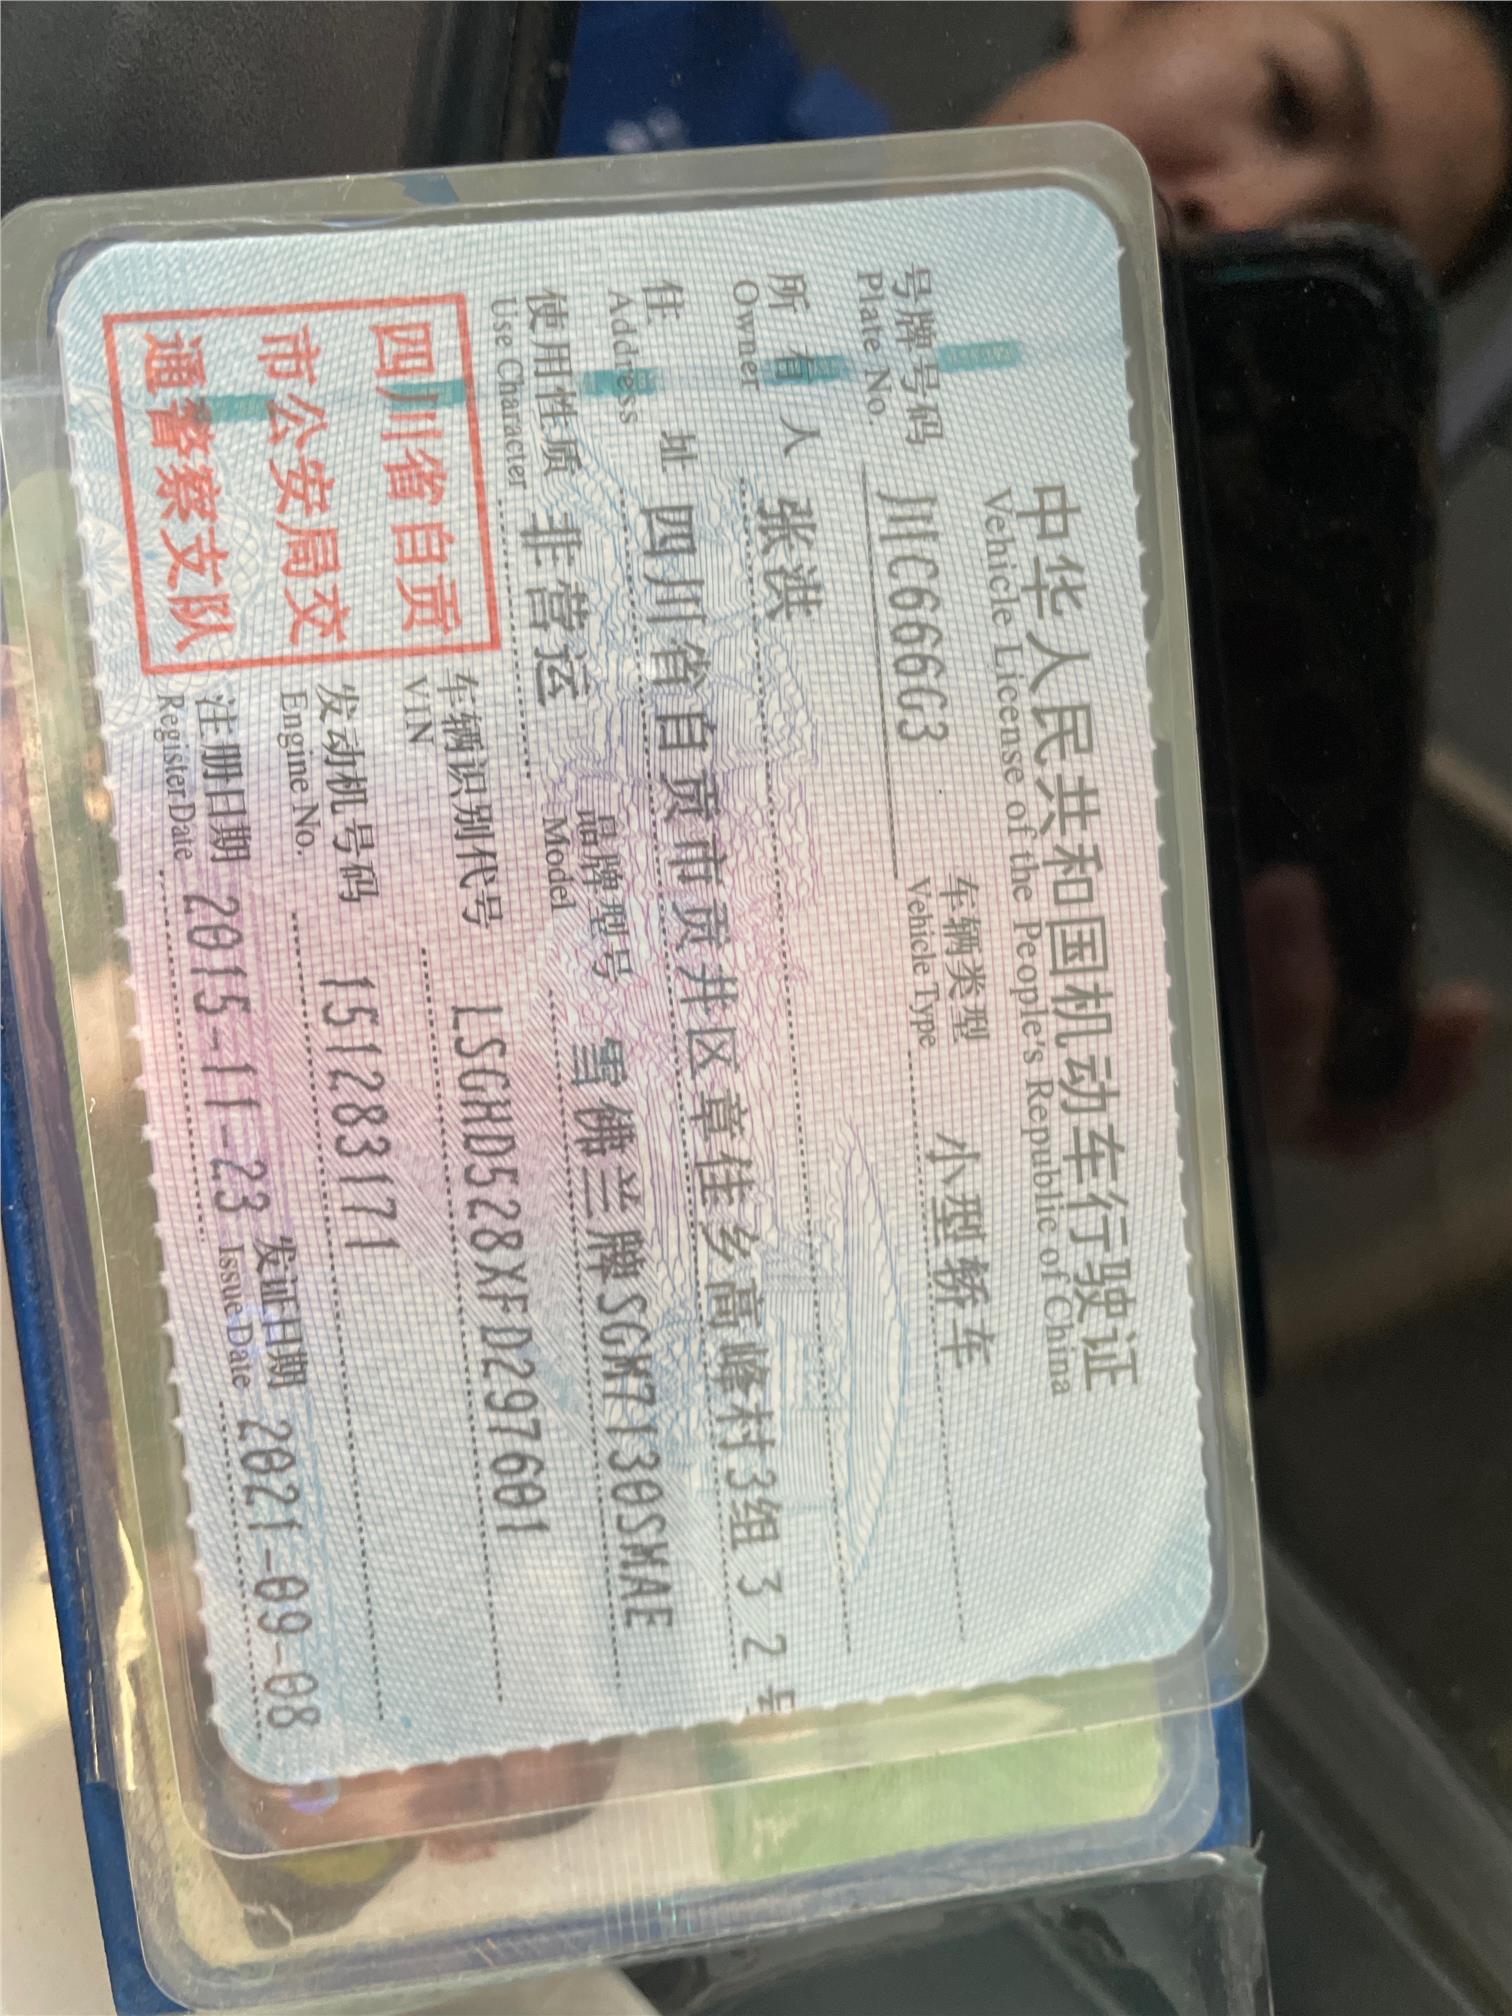 中华人民共和国机动车行驶证
Vehicle License of the People's Republic of China
号牌号码 川C666G3 车辆类型 小型轿车
Plate No. Vehicle Type
所有人 张洪
Owner
住址 四川省自贡市贡井区章佳乡高峰村3组32号
Address
使用性质 非营运 品牌型号 雪佛兰牌SGM7130SMAE
Use Character Model
车辆识别代号 LSGHD528XFD297601
VIN
发动机号码 151283171
Engine No.
注册日期 2015-11-23 发证日期 2021-09-08
Register Date Issue Date
四川省自贡
市公安局交
通警察支队